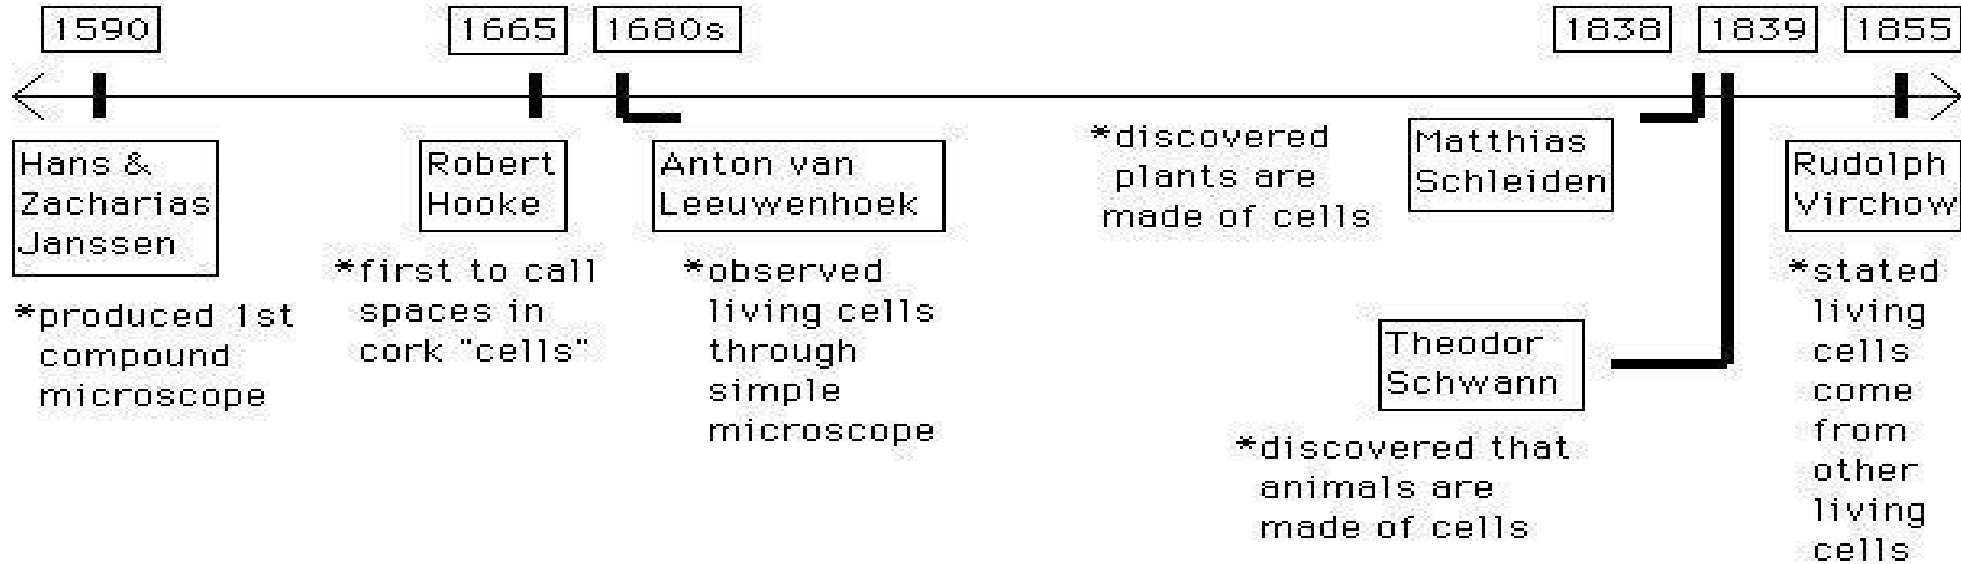 1590
1665
1680s
1838
1839
1855
Hans &
Zacharias
Janssen
*produced 1st
compound
microscope
Robert
Hooke
*first to call
spaces in
cork "cells"
Anton van
Leeuwenhoek
*observed
living cells
through
simple
microscope
*discovered
plants are
made of cells
Matthias
Schleiden
Theodor
Schwann
*discovered that
animals are
made of cells
Rudolph
Virchow
*stated
living
cells
come
from
other
living
cells